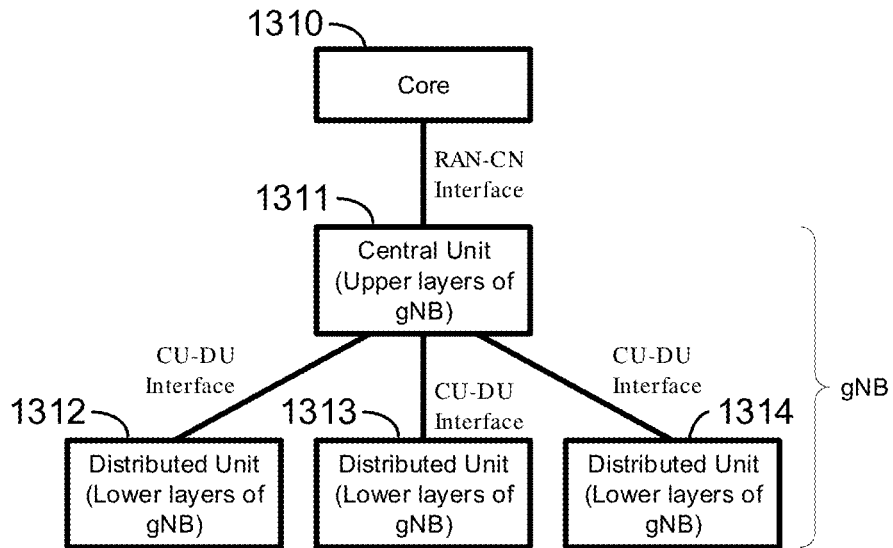 1310
Core
RAN-CN
Interface
1311
Central Unit
(Upper layers of
gNB)
CU-DU
Interface
CU-DU
Interface
CU-DU
Interface
gNB
1312
1313
1314
Distributed Unit
(Lower layers of
gNB)
Distributed Unit
(Lower layers of
gNB)
Distributed Unit
(Lower layers of
gNB)